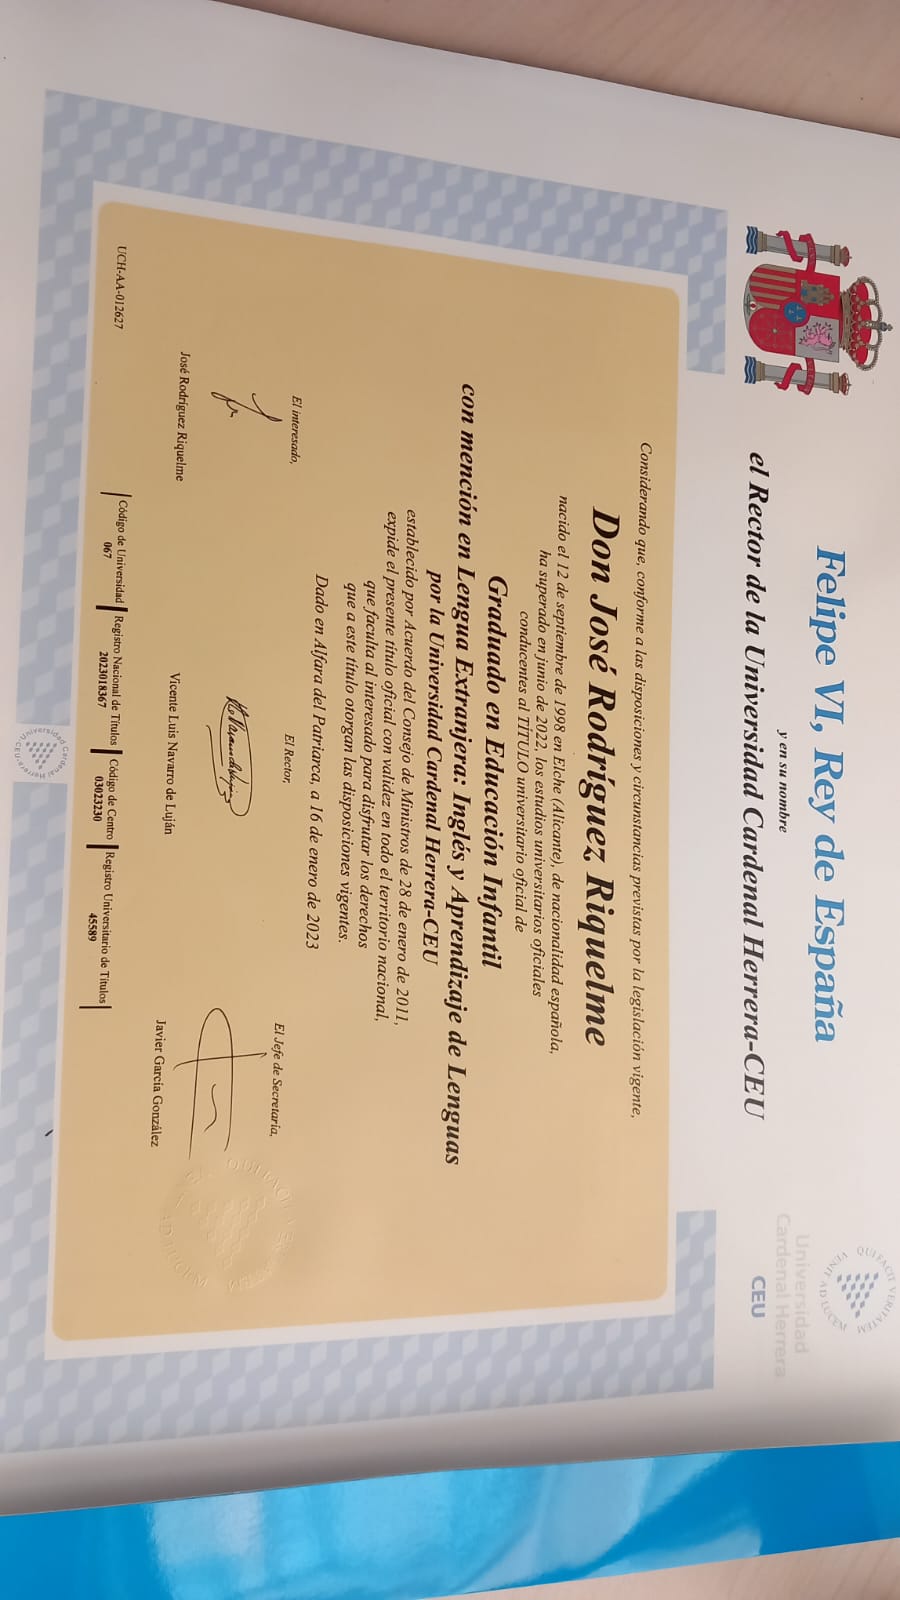 Felipe VI, Rey de España
y en su nombre
el Rector de la Universidad Cardenal Herrera-CEU
QUI FACIT VERITATEM VENIT AD LUCEM
Universidad
Cardenal Herrera
CEU
Considerando que, conforme a las disposiciones y circunstancias previstas por la legislación vigente,
Don José Rodríguez Riquelme
nacido el 12 de septiembre de 1998 en Elche (Alicante), de nacionalidad española,
ha superado en junio de 2022, los estudios universitarios oficiales
conducentes al TÍTULO universitario oficial de
Graduado en Educación Infantil
con mención en Lengua Extranjera: Inglés y Aprendizaje de Lenguas
por la Universidad Cardenal Herrera-CEU
establecido por Acuerdo del Consejo de Ministros de 28 de enero de 2011,
expide el presente título oficial con validez en todo el territorio nacional,
que faculta al interesado para disfrutar los derechos
que a este título otorgan las disposiciones vigentes.
Dado en Alfara del Patriarca, a 16 de enero de 2023
El interesado,
El Rector,
El Jefe de Secretaria,
José Rodríguez Riquelme
Vicente Luis Navarro de Luján
Javier García González
UCH-AA-012627
Código de Universidad
067
Registro Nacional de Títulos
2023018367
Código de Centro
03023230
Registro Universitario de Títulos
45589
Universidad Cardenal Herrera-CEU